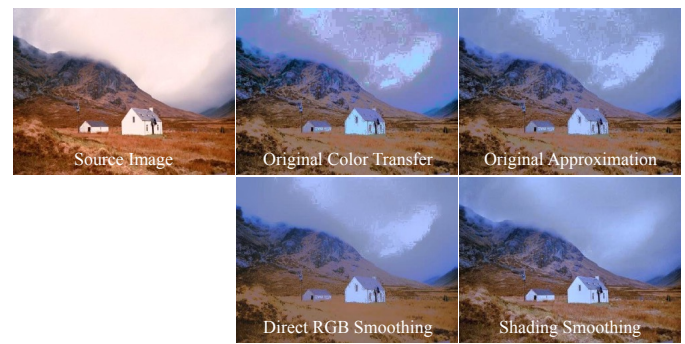 Source Image
Original Color Transfer
Original Approximation
Direct RGB Smoothing
Shading Smoothing